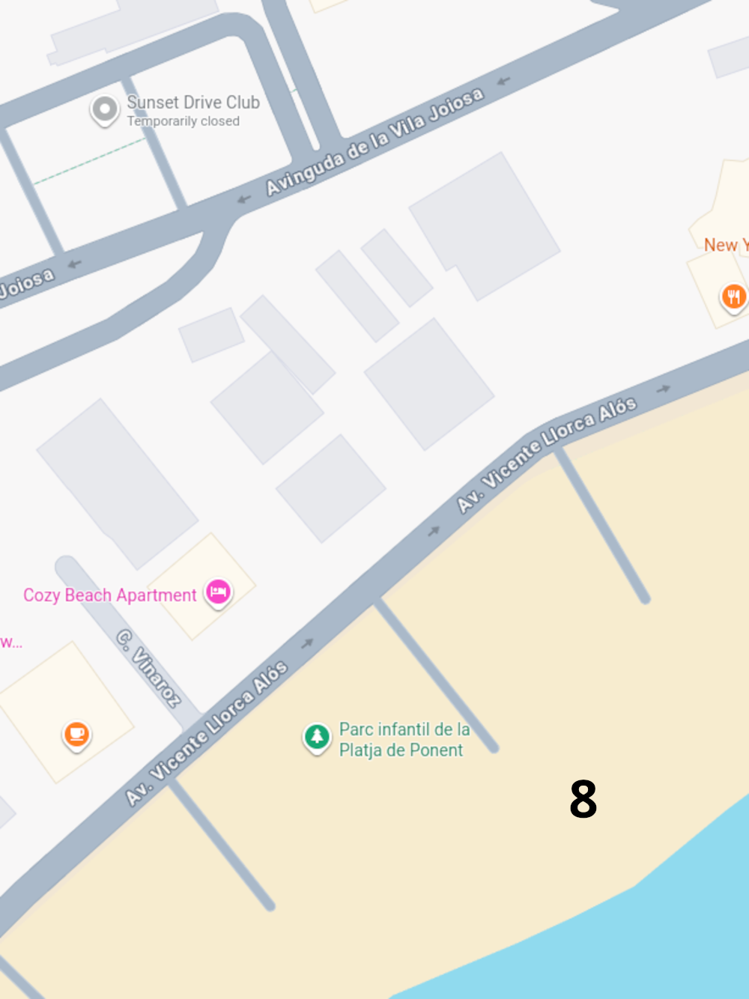 Sunset Drive Club
Temporarily closed
Avinguda de la Vila Joiosa
Joiosa
New Y
Av. Vicente Llorca Alós
Cozy Beach Apartment
w...
C. Vinaroz
Av. Vicente Llorca Alós
Parc infantil de la
Platja de Ponent
8